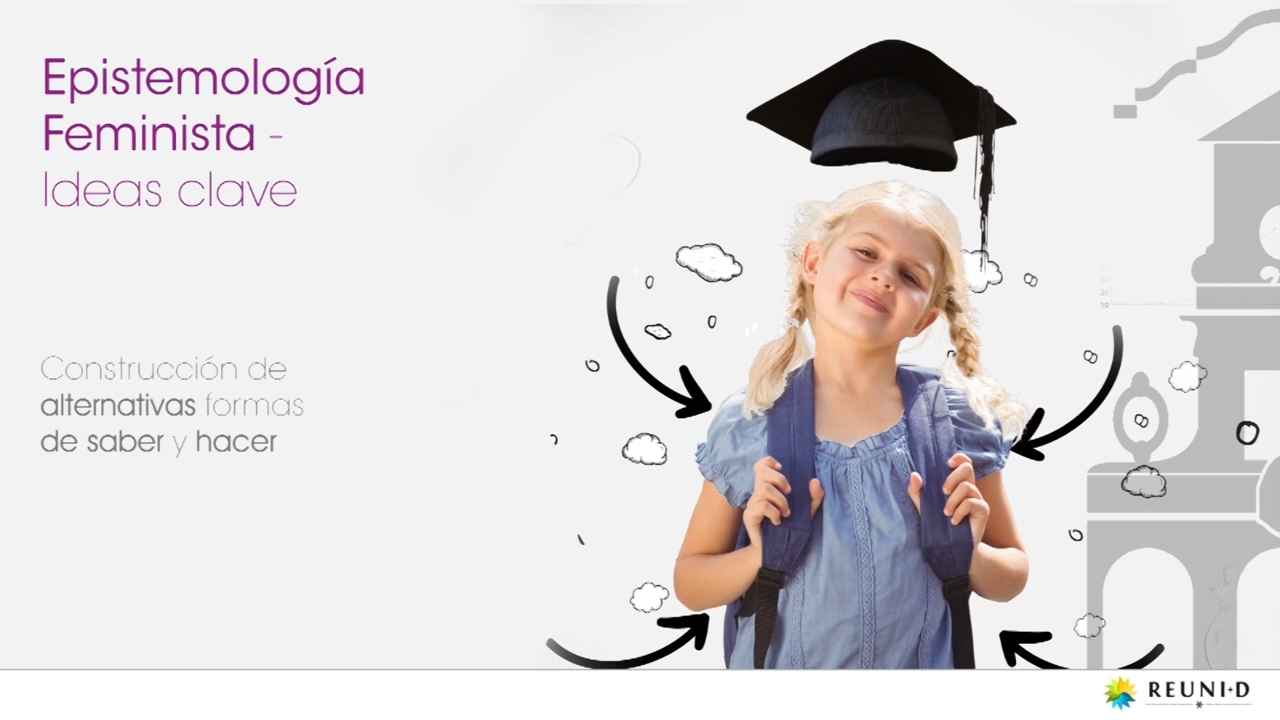 Epistemología
Feminista -
Ideas clave
Construcción de
alternativas formas
de saber y hacer
REUNI+D